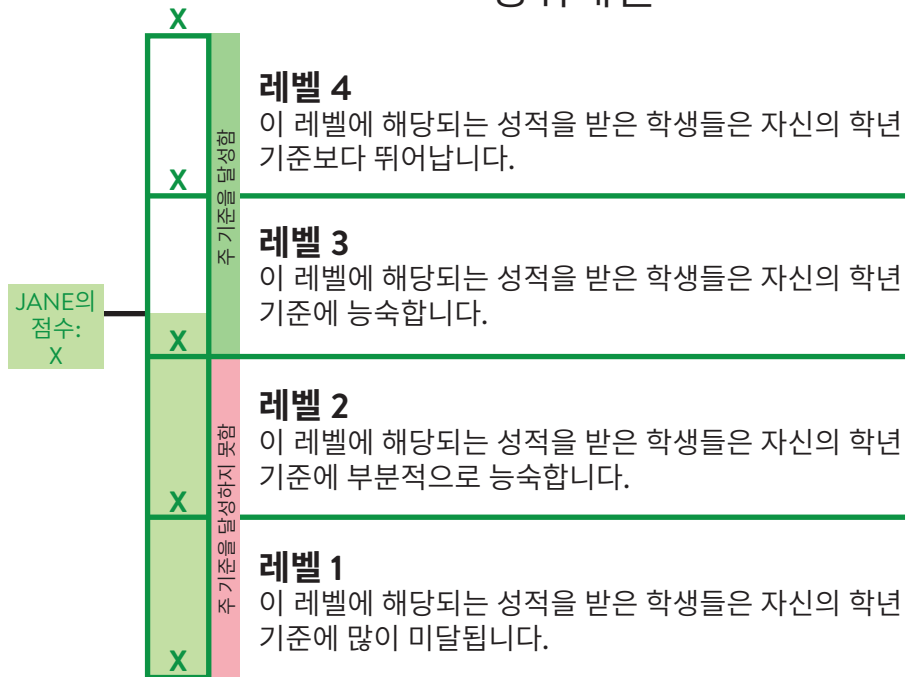 X
레벨 4
이 레벨에 해당되는 성적을 받은 학생들은 자신의 학년
기준보다 뛰어납니다.
X
주 기준을 달성함
레벨 3
이 레벨에 해당되는 성적을 받은 학생들은 자신의 학년
기준에 능숙합니다.
JANE의
점수:
X
X
레벨 2
이 레벨에 해당되는 성적을 받은 학생들은 자신의 학년
기준에 부분적으로 능숙합니다.
X
주 기준을 달성하지 못함
레벨 1
이 레벨에 해당되는 성적을 받은 학생들은 자신의 학년
기준에 많이 미달됩니다.
X